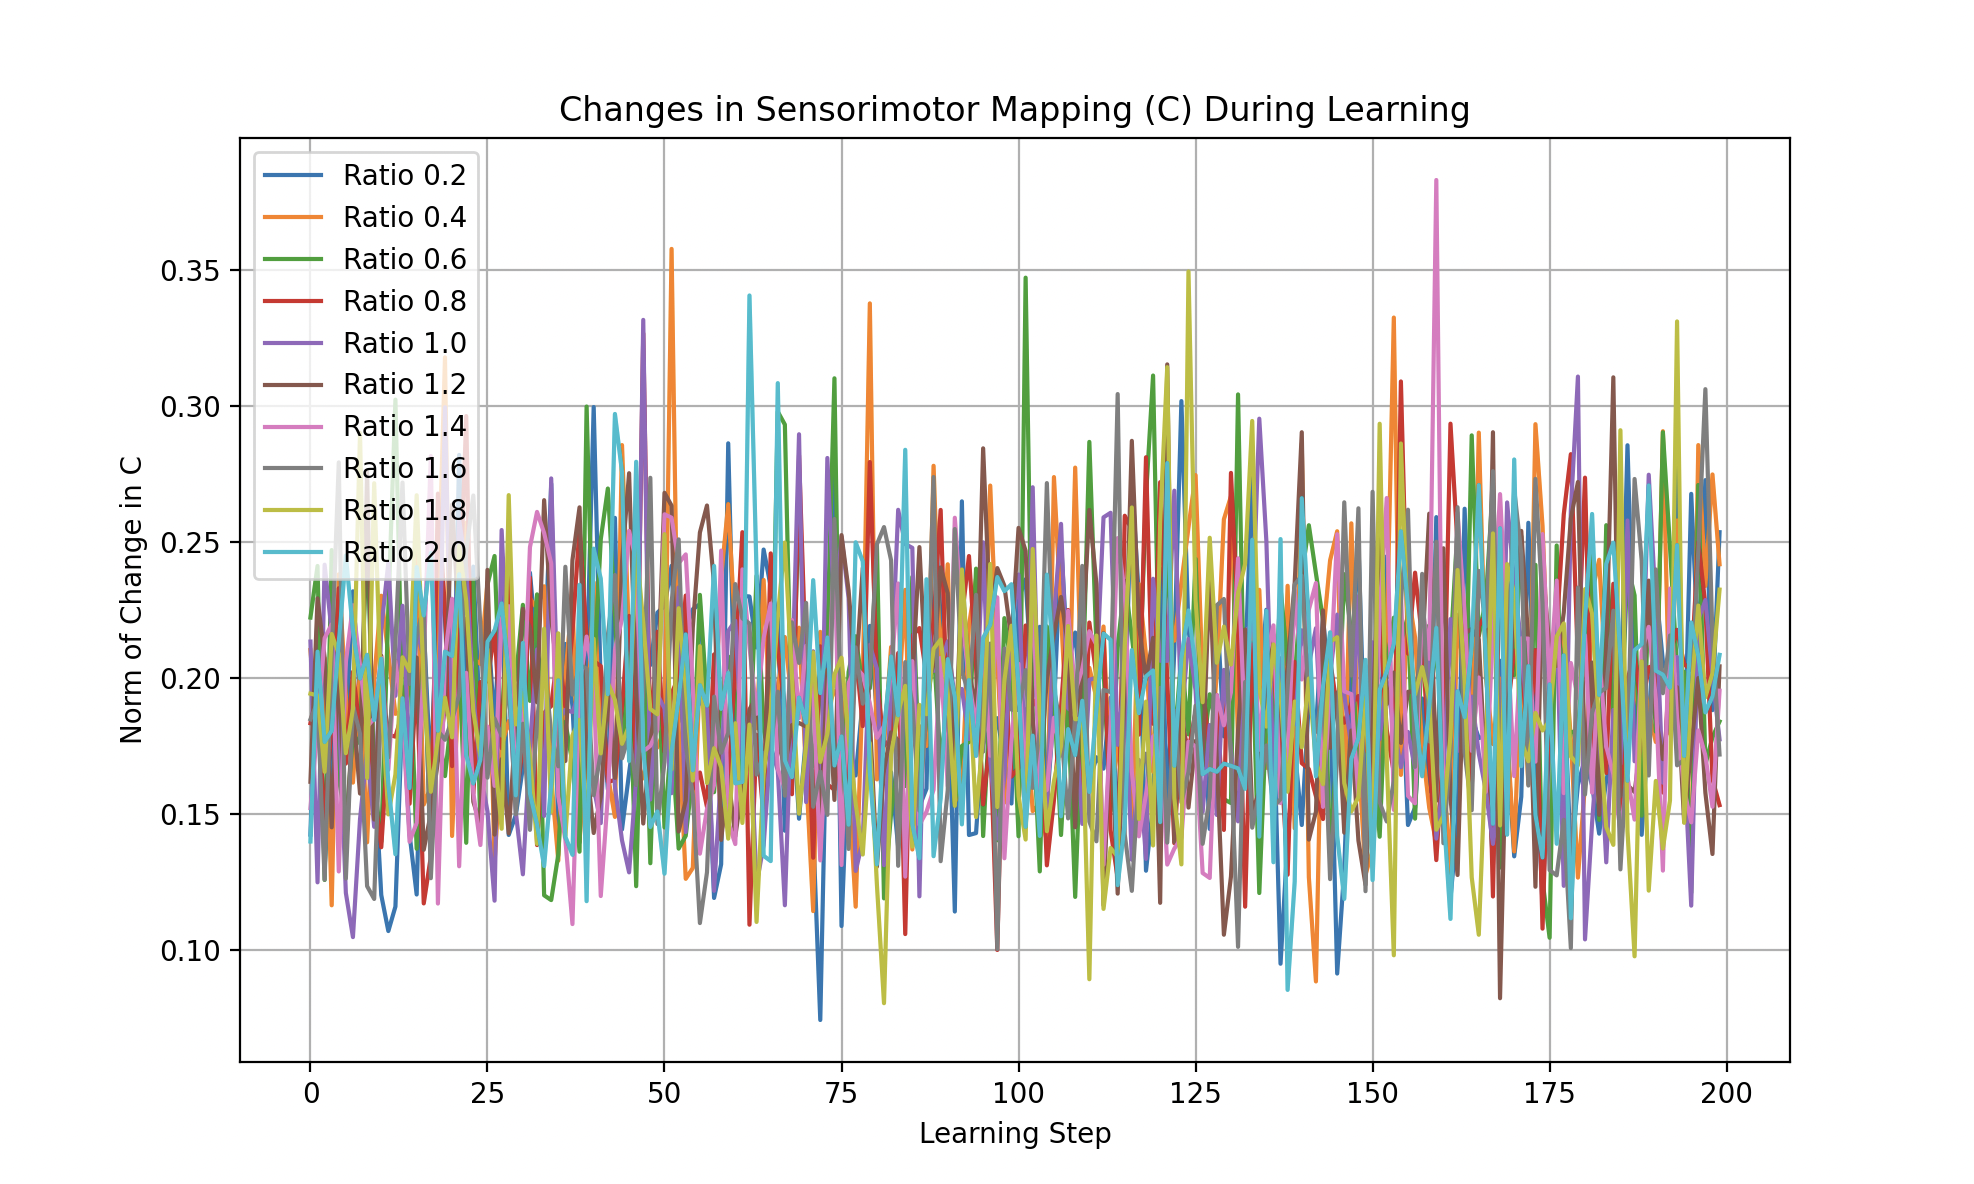 Changes in Sensorimotor Mapping (C) During Learning
Ratio 0.2
Ratio 0.4
Ratio 0.6
Ratio 0.8
Ratio 1.0
Ratio 1.2
Ratio 1.4
Ratio 1.6
Ratio 1.8
Ratio 2.0
0.35
0.30
0.25
0.20
0.15
0.10
Norm of Change in C
0 25 50 75 100 125 150 175 200
Learning Step